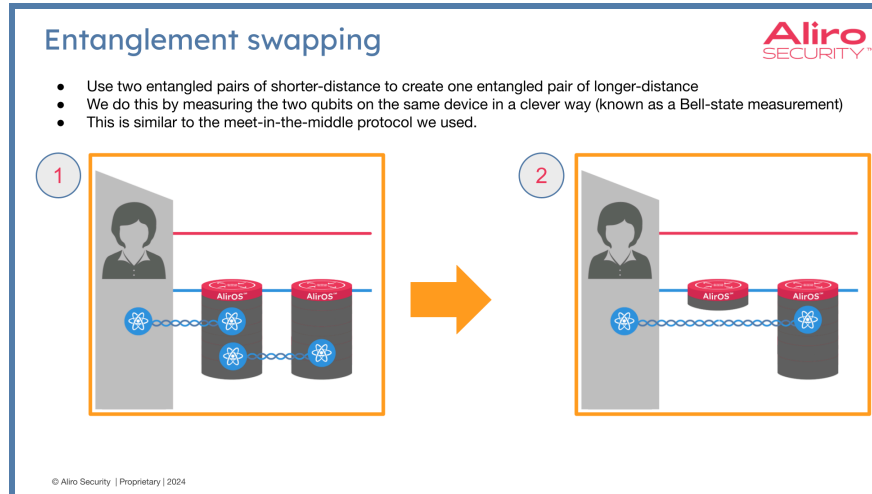 Entanglement swapping
Aliro
SECURITY™
● Use two entangled pairs of shorter-distance to create one entangled pair of longer-distance
● We do this by measuring the two qubits on the same device in a clever way (known as a Bell-state measurement)
● This is similar to the meet-in-the-middle protocol we used.
1
2
AlirOS™
AlirOS™
AlirOS™
AlirOS™
© Aliro Security | Proprietary | 2024